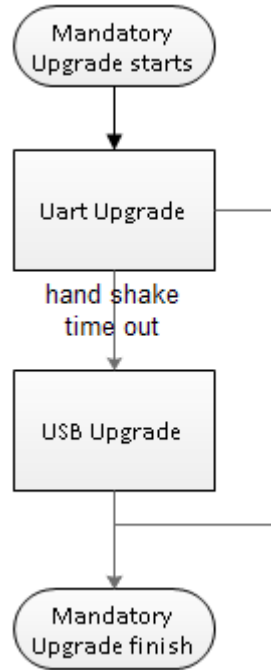 Mandatory
Upgrade starts
Uart Upgrade
hand shake
time out
USB Upgrade
Mandatory
Upgrade finish